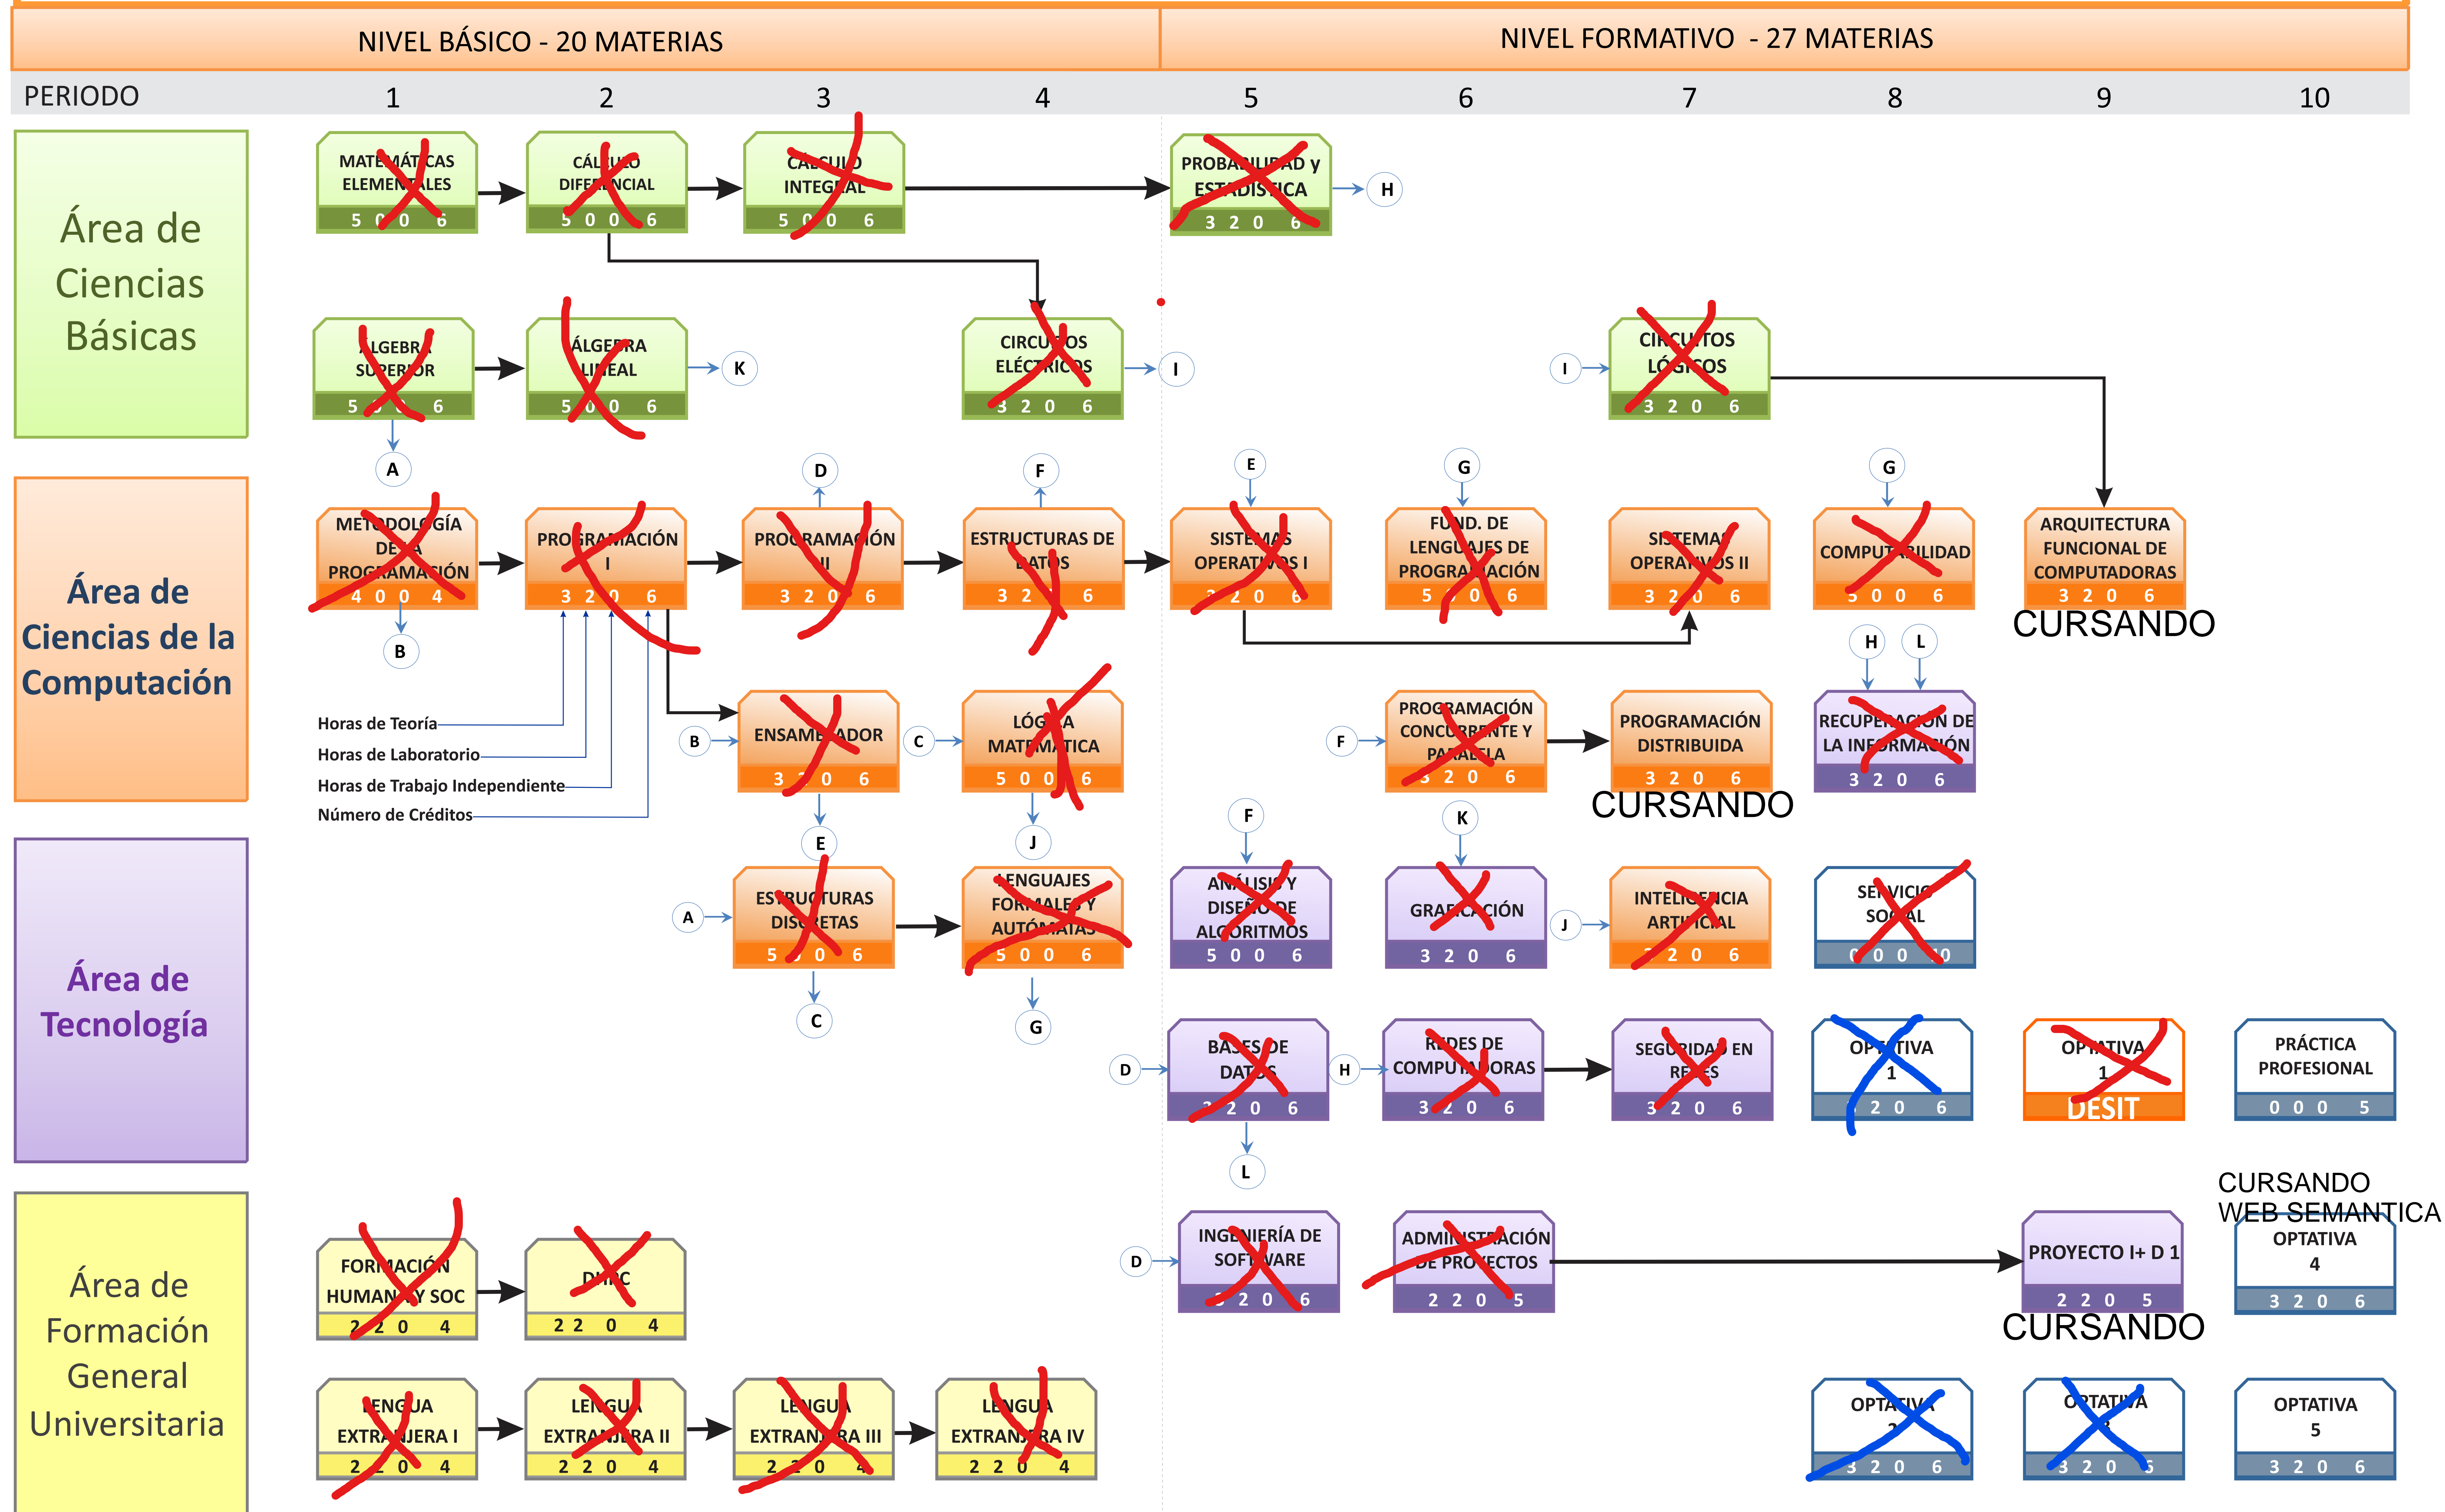 NIVEL BÁSICO - 20 MATERIAS
NIVEL FORMATIVO - 27 MATERIAS
PERIODO 1 2 3 4 5 6 7 8 9 10
Área de
Ciencias
Básicas
MATEMÁTICAS
ELEMENTALES
5 0 0 6
CÁLCULO
DIFERENCIAL
5 0 0 6
CÁLCULO
INTEGRAL
5 0 0 6
PROBABILIDAD y
ESTADÍSTICA
3 2 0 6
H
ÁLGEBRA
SUPERIOR
5 0 0 6
A
ÁLGEBRA
LINEAL
5 0 0 6
K
CIRCUITOS
ELÉCTRICOS
3 2 0 6
I
I
CIRCUITOS
LÓGICOS
3 2 0 6
Área de
Ciencias de la
Computación
METODOLOGÍA
DE LA
PROGRAMACIÓN
4 0 0 4
B
PROGRAMACIÓN
I
3 2 0 6
Horas de Teoría
Horas de Laboratorio
Horas de Trabajo Independiente
Número de Créditos
D
PROGRAMACIÓN
II
3 2 0 6
F
ESTRUCTURAS DE
DATOS
3 2 6
E
SISTEMAS
OPERATIVOS I
3 2 0 6
G
FUND. DE
LENGUAJES DE
PROGRAMACIÓN
5 0 0 6
SISTEMAS
OPERATIVOS II
3 2 0 6
G
COMPUTABILIDAD
5 0 0 6
ARQUITECTURA
FUNCIONAL DE
COMPUTADORAS
3 2 0 6
CURSANDO
B
ENSAMBLADOR
3 2 0 6
E
C
LÓGICA
MATEMÁTICA
5 0 0 6
J
F
PROGRAMACIÓN
CONCURRENTE Y
PARALELA
3 2 0 6
PROGRAMACIÓN
DISTRIBUIDA
3 2 0 6
CURSANDO
H L
RECUPERACIÓN DE
LA INFORMACIÓN
3 2 0 6
Área de
Tecnología
A
ESTRUCTURAS
DISCRETAS
5 0 0 6
C
LENGUAJES
FORMALES Y
AUTÓMATAS
5 0 0 6
G
F
ANÁLISIS Y
DISEÑO DE
ALGORITMOS
5 0 0 6
K
GRAFICACIÓN
3 2 0 6
J
INTELIGENCIA
ARTIFICIAL
3 2 0 6
SERVICIO
SOCIAL
0 0 0 10
D
BASES DE
DATOS
3 2 0 6
L
H
REDES DE
COMPUTADORAS
3 2 0 6
SEGURIDAD EN
REDES
3 2 0 6
OPTATIVA
1
2 0 6
OPTATIVA
1
DESIT
PRÁCTICA
PROFESIONAL
0 0 0 5
Área de
Formación
General
Universitaria
FORMACIÓN
HUMANA Y SOC
2 2 0 4
DHPC
2 2 0 4
D
INGENIERÍA DE
SOFTWARE
3 2 0 6
ADMINISTRACIÓN
DE PROYECTOS
2 2 0 5
PROYECTO I+ D 1
2 2 0 5
CURSANDO
CURSANDO
WEB SEMANTICA
OPTATIVA
4
3 2 0 6
LENGUA
EXTRANJERA I
2 2 0 4
LENGUA
EXTRANJERA II
2 2 0 4
LENGUA
EXTRANJERA III
2 2 0 4
LENGUA
EXTRANJERA IV
2 2 0 4
OPTATIVA
2
3 2 0 6
OPTATIVA
3
3 2 0 6
OPTATIVA
5
3 2 0 6